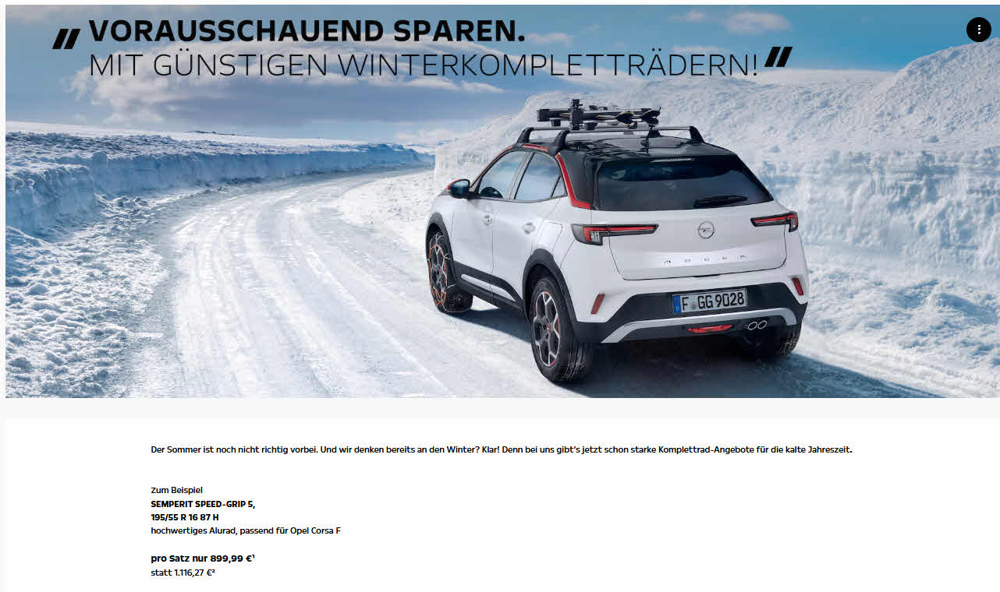 VORAUSSCHAUEND SPAREN.
MIT GÜNSTIGEN WINTERKOMPLETTRÄDERN!
MOKKA
F GG 9028
Der Sommer ist noch nicht richtig vorbei. Und wir denken bereits an den Winter? Klar! Denn bei uns gibt's jetzt schon starke Komplettrad-Angebote für die kalte Jahreszeit.
Zum Beispiel
SEMPERIT SPEED-GRIP 5,
195/55 R 16 87 H
hochwertiges Alurad, passend für Opel Corsa F
pro Satz nur 899,99 €¹
statt 1.116,27 €²